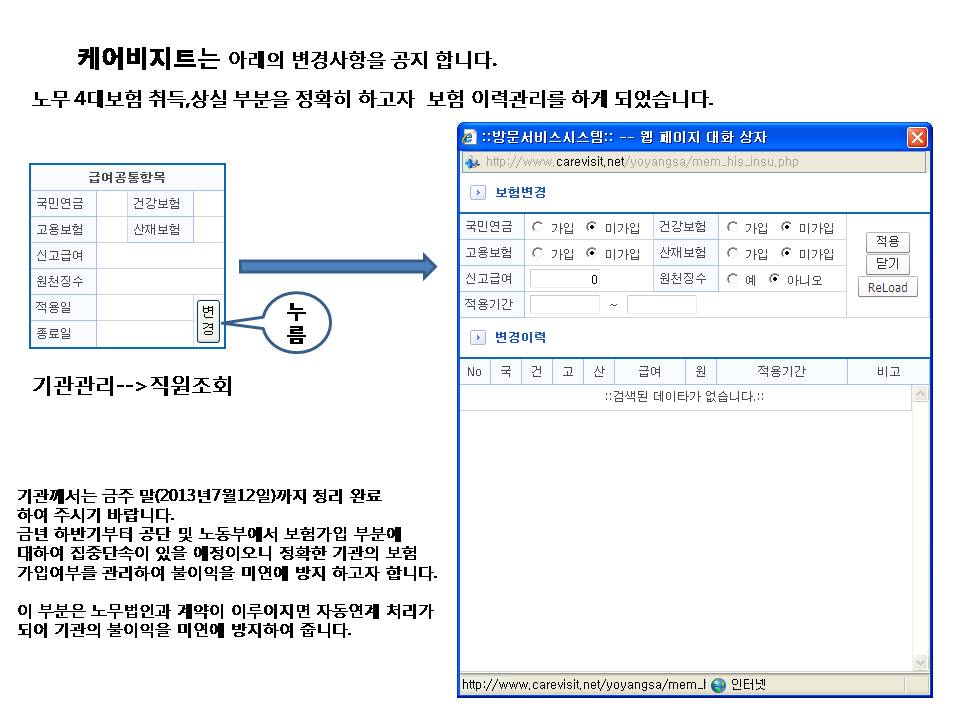 케어비지트는 아래의 변경사항을 공지 합니다.
노무 4대보험 취득,상실 부분을 정확히 하고자 보험 이력관리를 하게 되었습니다.
급여공통항목
국민연금 건강보험
고용보험 산재보험
신고급여
원천징수
적용일
종료일
변경
누름
기관관리-->직원조회
기관께서는 금주 말(2013년7월12일)까지 정리 완료
하여 주시기 바랍니다.
금년 하반기부터 공단 및 노동부에서 보험가입 부분에
대하여 집중단속이 있을 예정이오니 정확한 기관의 보험
가입여부를 관리하여 불이익을 미연에 방지 하고자 합니다.
이 부분은 노무법인과 계약이 이루어지면 자동연계 처리가
되어 기관의 불이익을 미연에 방지하여 줍니다.
::방문서비스시스템:: -- 웹 페이지 대화 상자
http://www.carevisit.net/yoyangsa/mem_his_insu.php
보험변경
국민연금 가입 미가입 건강보험 가입 미가입
고용보험 가입 미가입 산재보험 가입 미가입
신고급여 0 원천징수 예 아니오
적용기간 ~
적용
닫기
ReLoad
변경이력
No 국 건 고 산 급여 원 적용기간 비고
::검색된 데이타가 없습니다.::
http://www.carevisit.net/yoyangsa/mem_h 인터넷